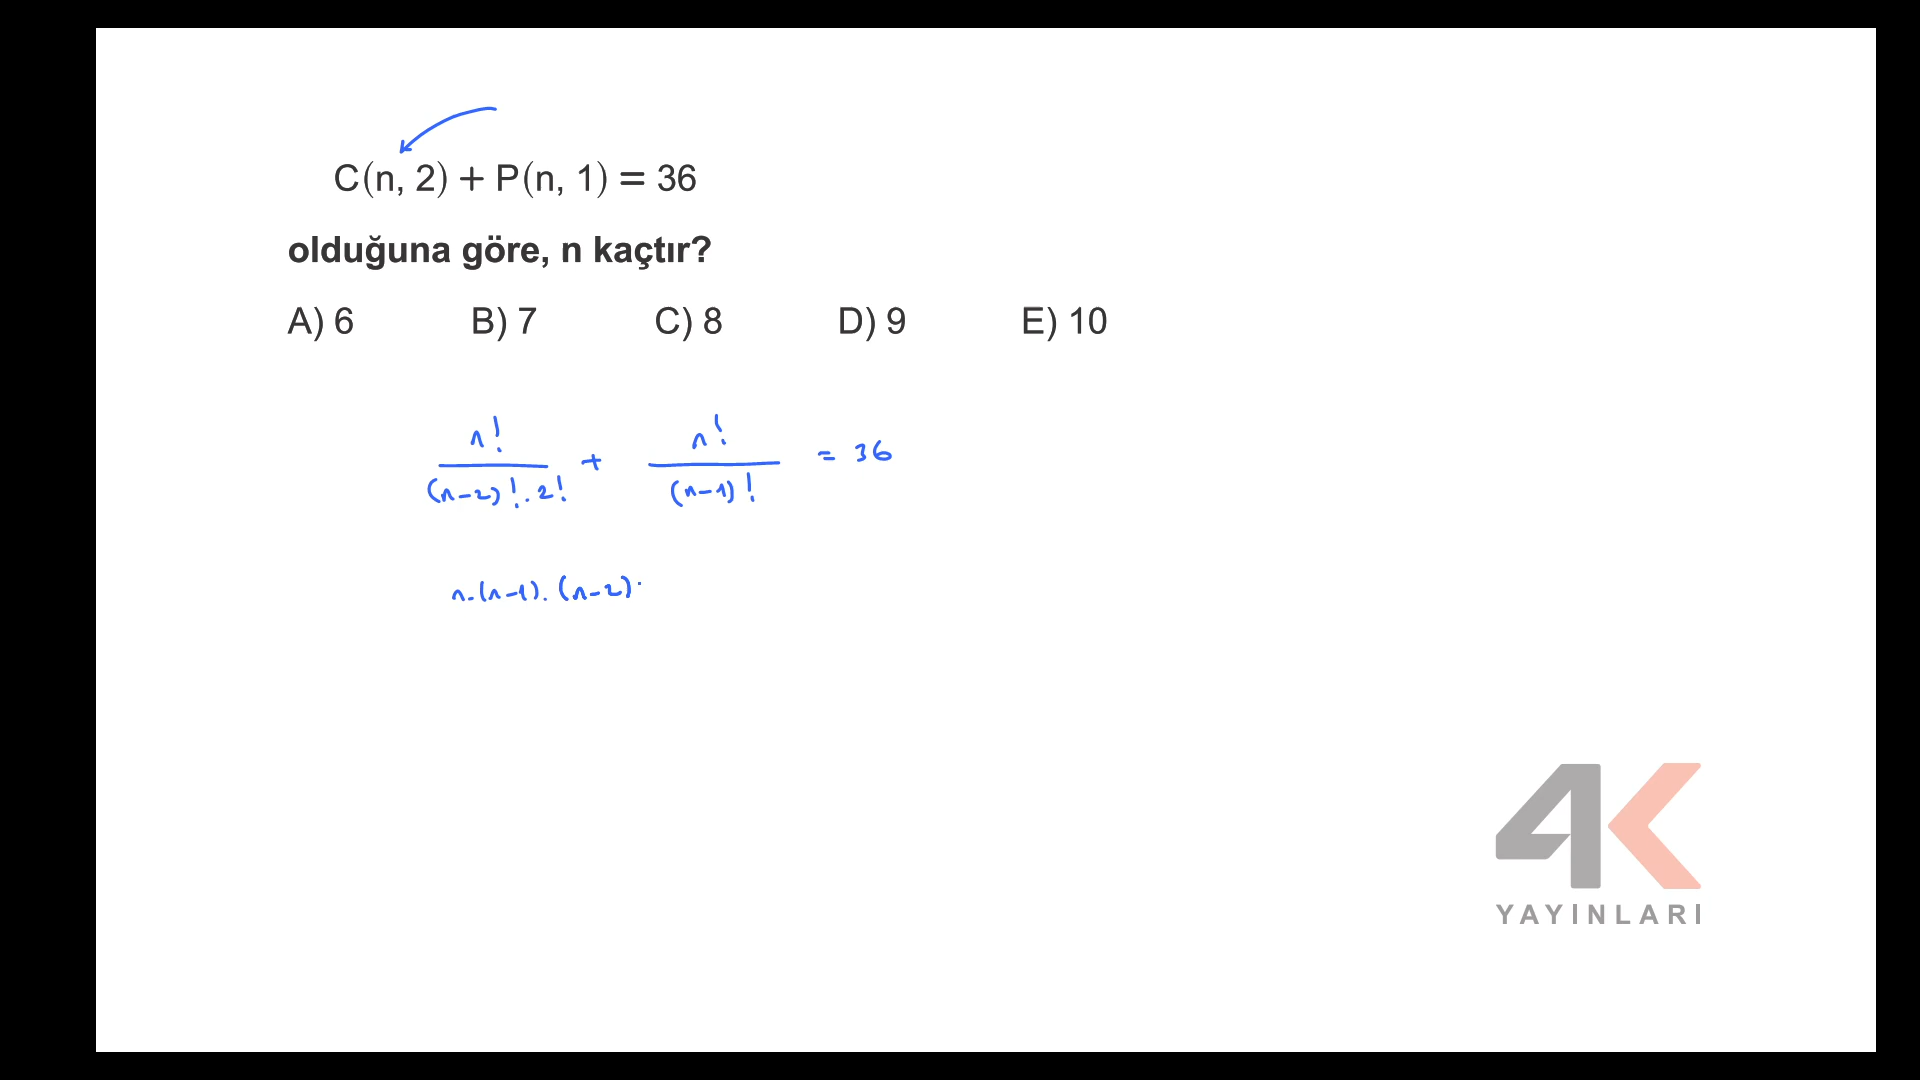 C(n, 2) + P(n, 1) = 36
olduğuna göre, n kaçtır?
A) 6 B) 7 C) 8 D) 9 E) 10
n! / (n-2)!.2! + n! / (n-1)! = 36
n.(n-1).(n-2).
4K
YAYINLARI